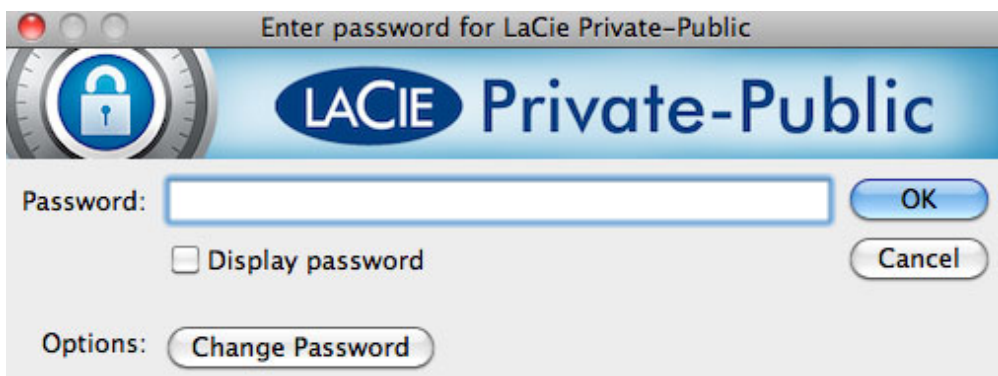 Enter password for LaCie Private-Public
LACIE Private-Public
Password:
OK
Display password
Cancel
Options:
Change Password